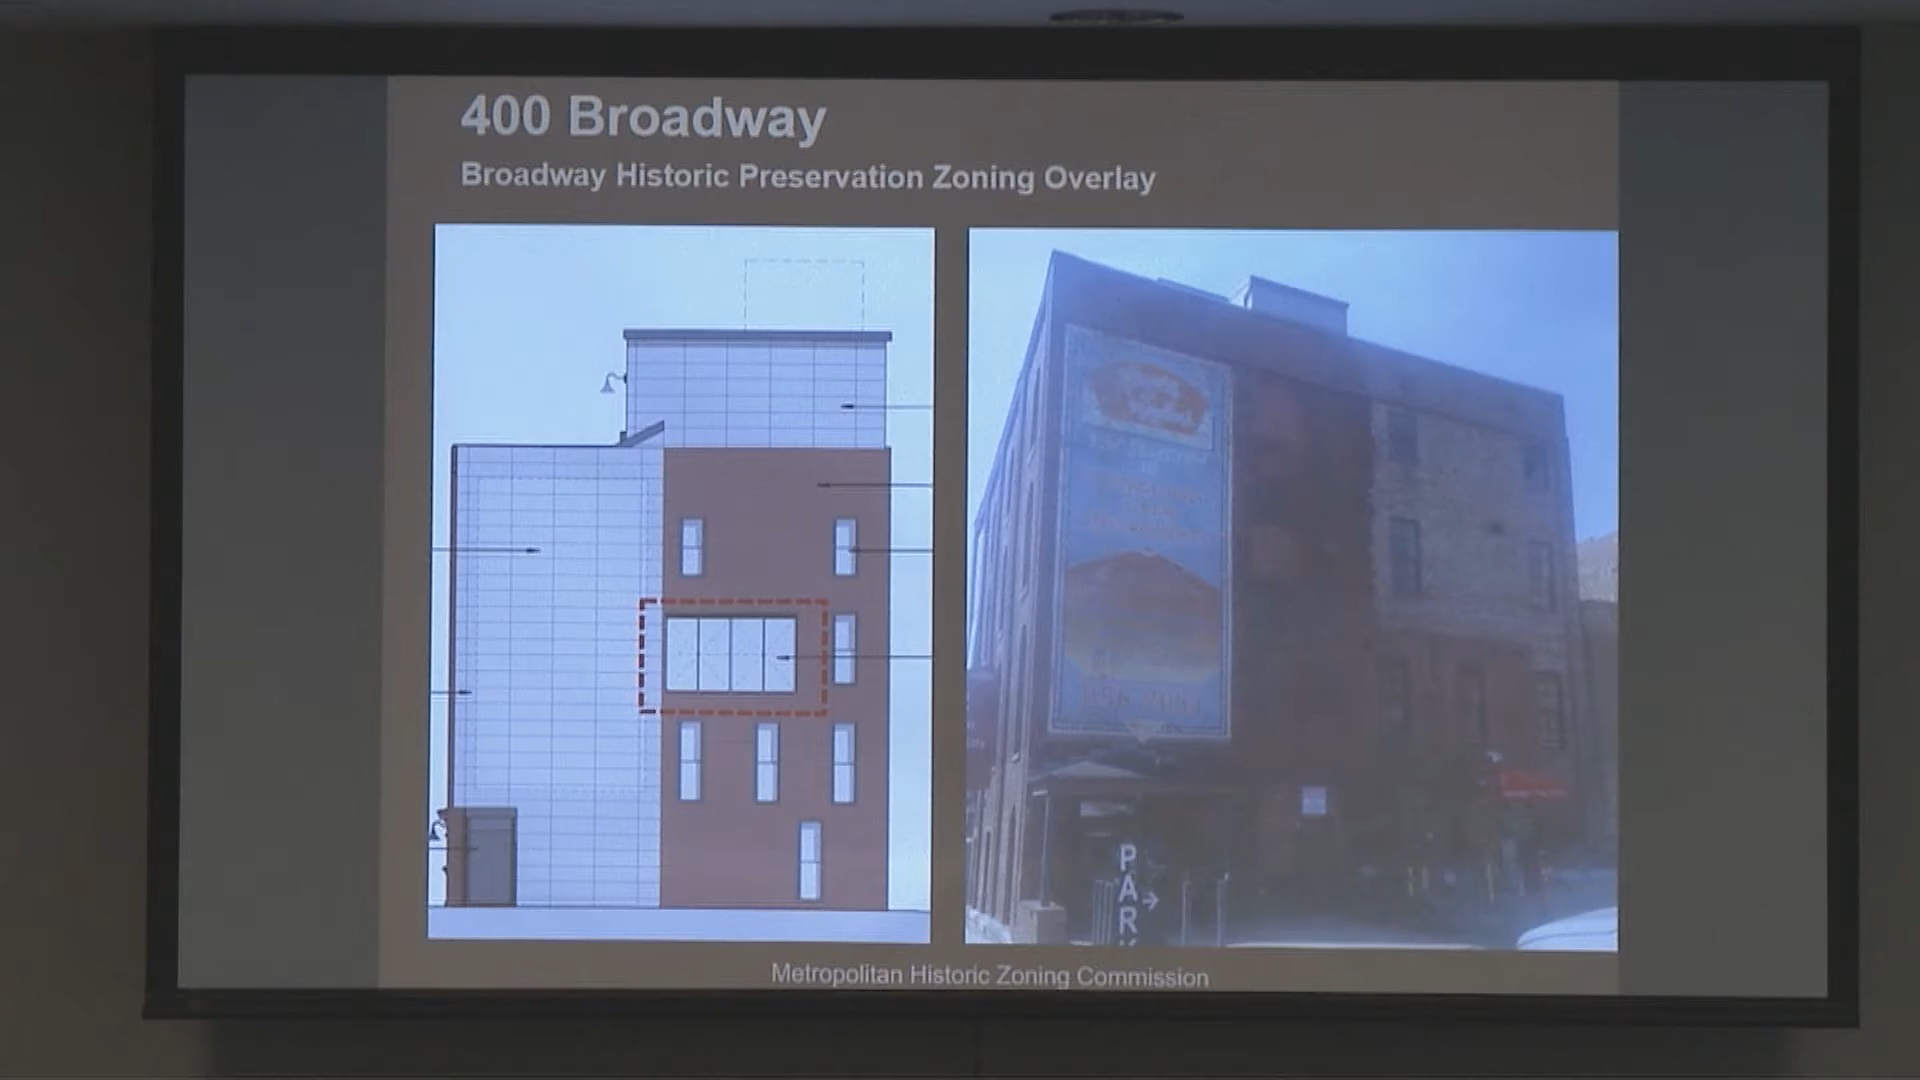 400 Broadway
Broadway Historic Preservation Zoning Overlay
PARK
Metropolitan Historic Zoning Commission